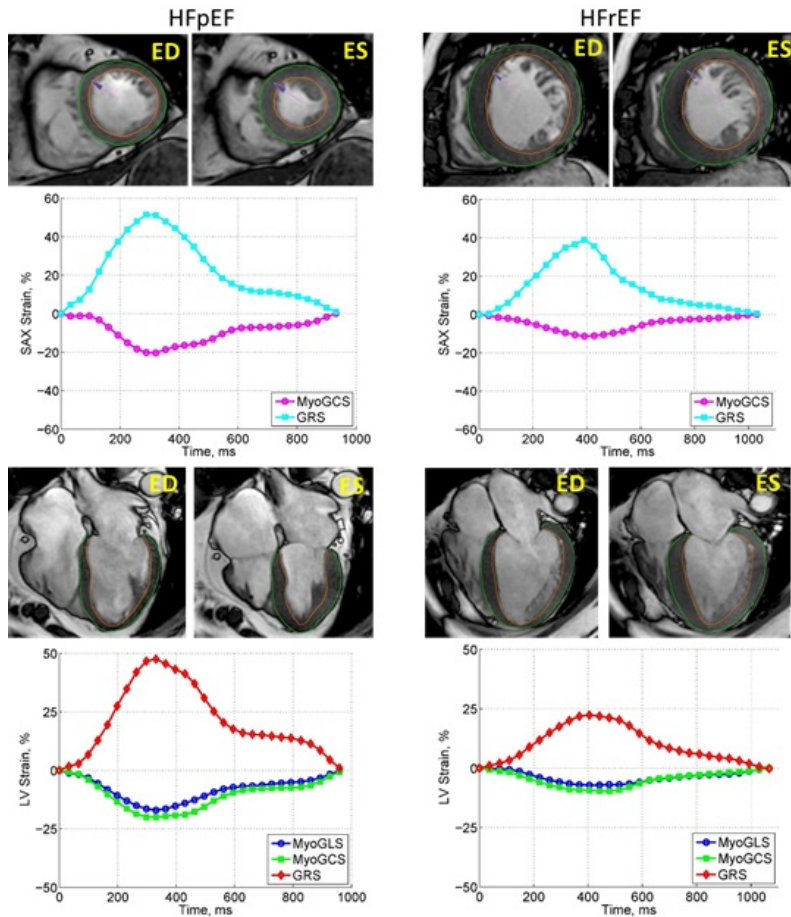 HFpEF
HFrEF
ED
ES
ED
ES
60
40
20
0
−20
−40
−60
SAX Strain, %
0
200
400
600
800
1000
Time, ms
MyoGCS
GRS
60
40
20
0
−20
−40
−60
SAX Strain, %
0
200
400
600
800
1000
Time, ms
MyoGCS
GRS
ED
ES
ED
ES
50
25
0
−25
−50
LV Strain, %
0
200
400
600
800
1000
Time, ms
MyoGLS
MyoGCS
GRS
50
25
0
−25
−50
LV Strain, %
0
200
400
600
800
1000
Time, ms
MyoGLS
MyoGCS
GRS